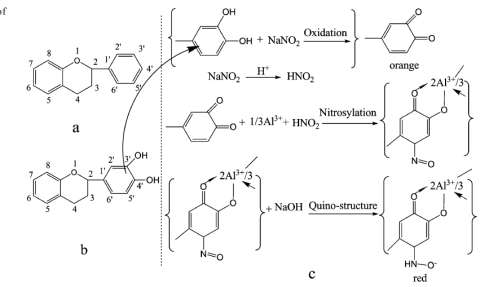 of
8
1
O
2
3
4
5
6
7
1'
2'
3'
4'
5'
6'
a
8
1
O
2
3
4
5
6
7
1'
2'
3'
4'
5'
6'
OH
OH
b
OH
OH + NaNO2 Oxidation
O
O
orange
NaNO2 H+ HNO2
O
O + 1/3Al3+ + HNO2 Nitrosylation
O 2Al3+/3
O
N=O
O 2Al3+/3
O
N=O
+ NaOH Quino-structure
O 2Al3+/3
O
HN O-
red
c